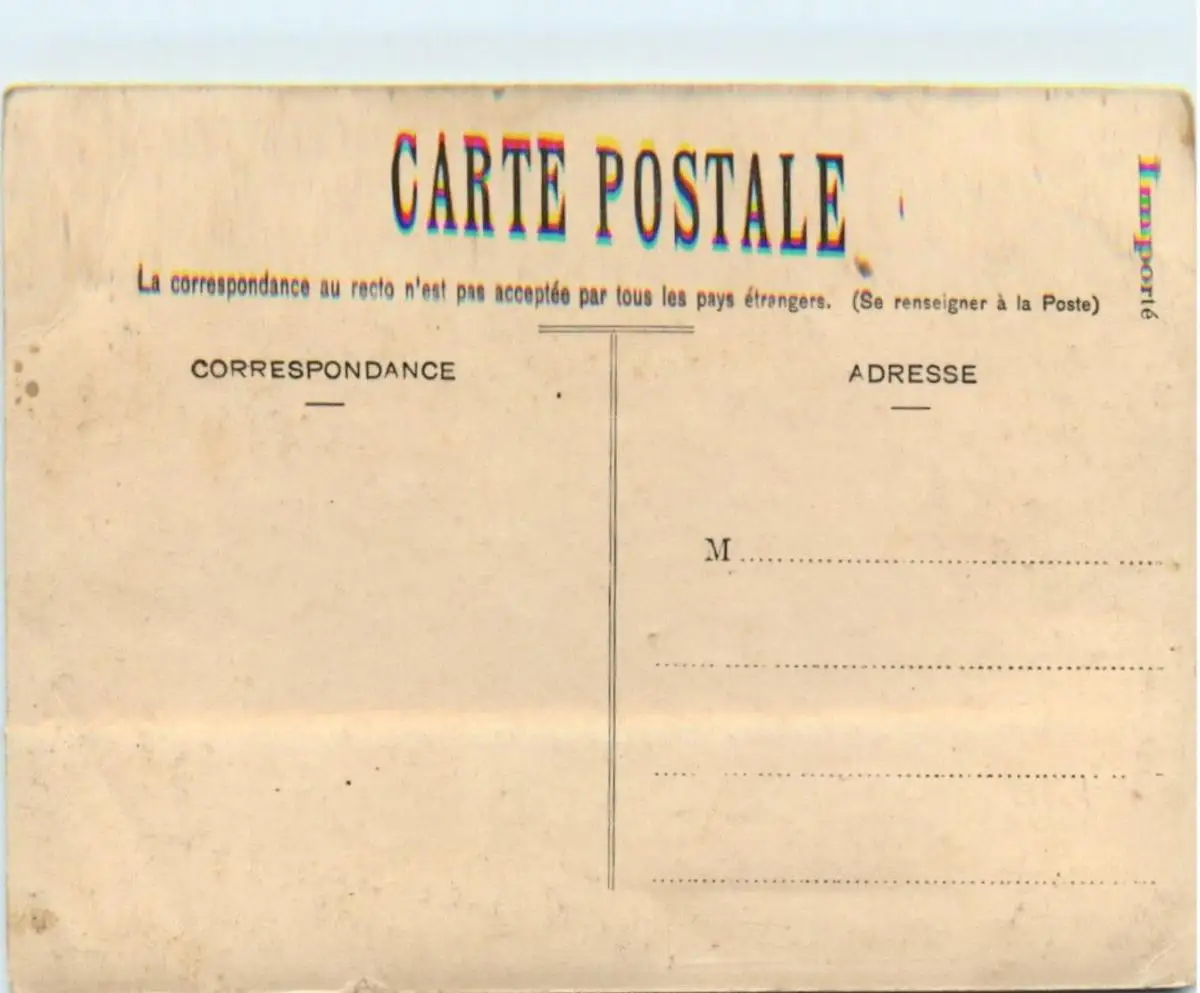 CARTE POSTALE
La correspondance au recto n'est pas acceptée par tous les pays étrangers. (Se renseigner à la Poste)
Importé
CORRESPONDANCE
ADRESSE
M